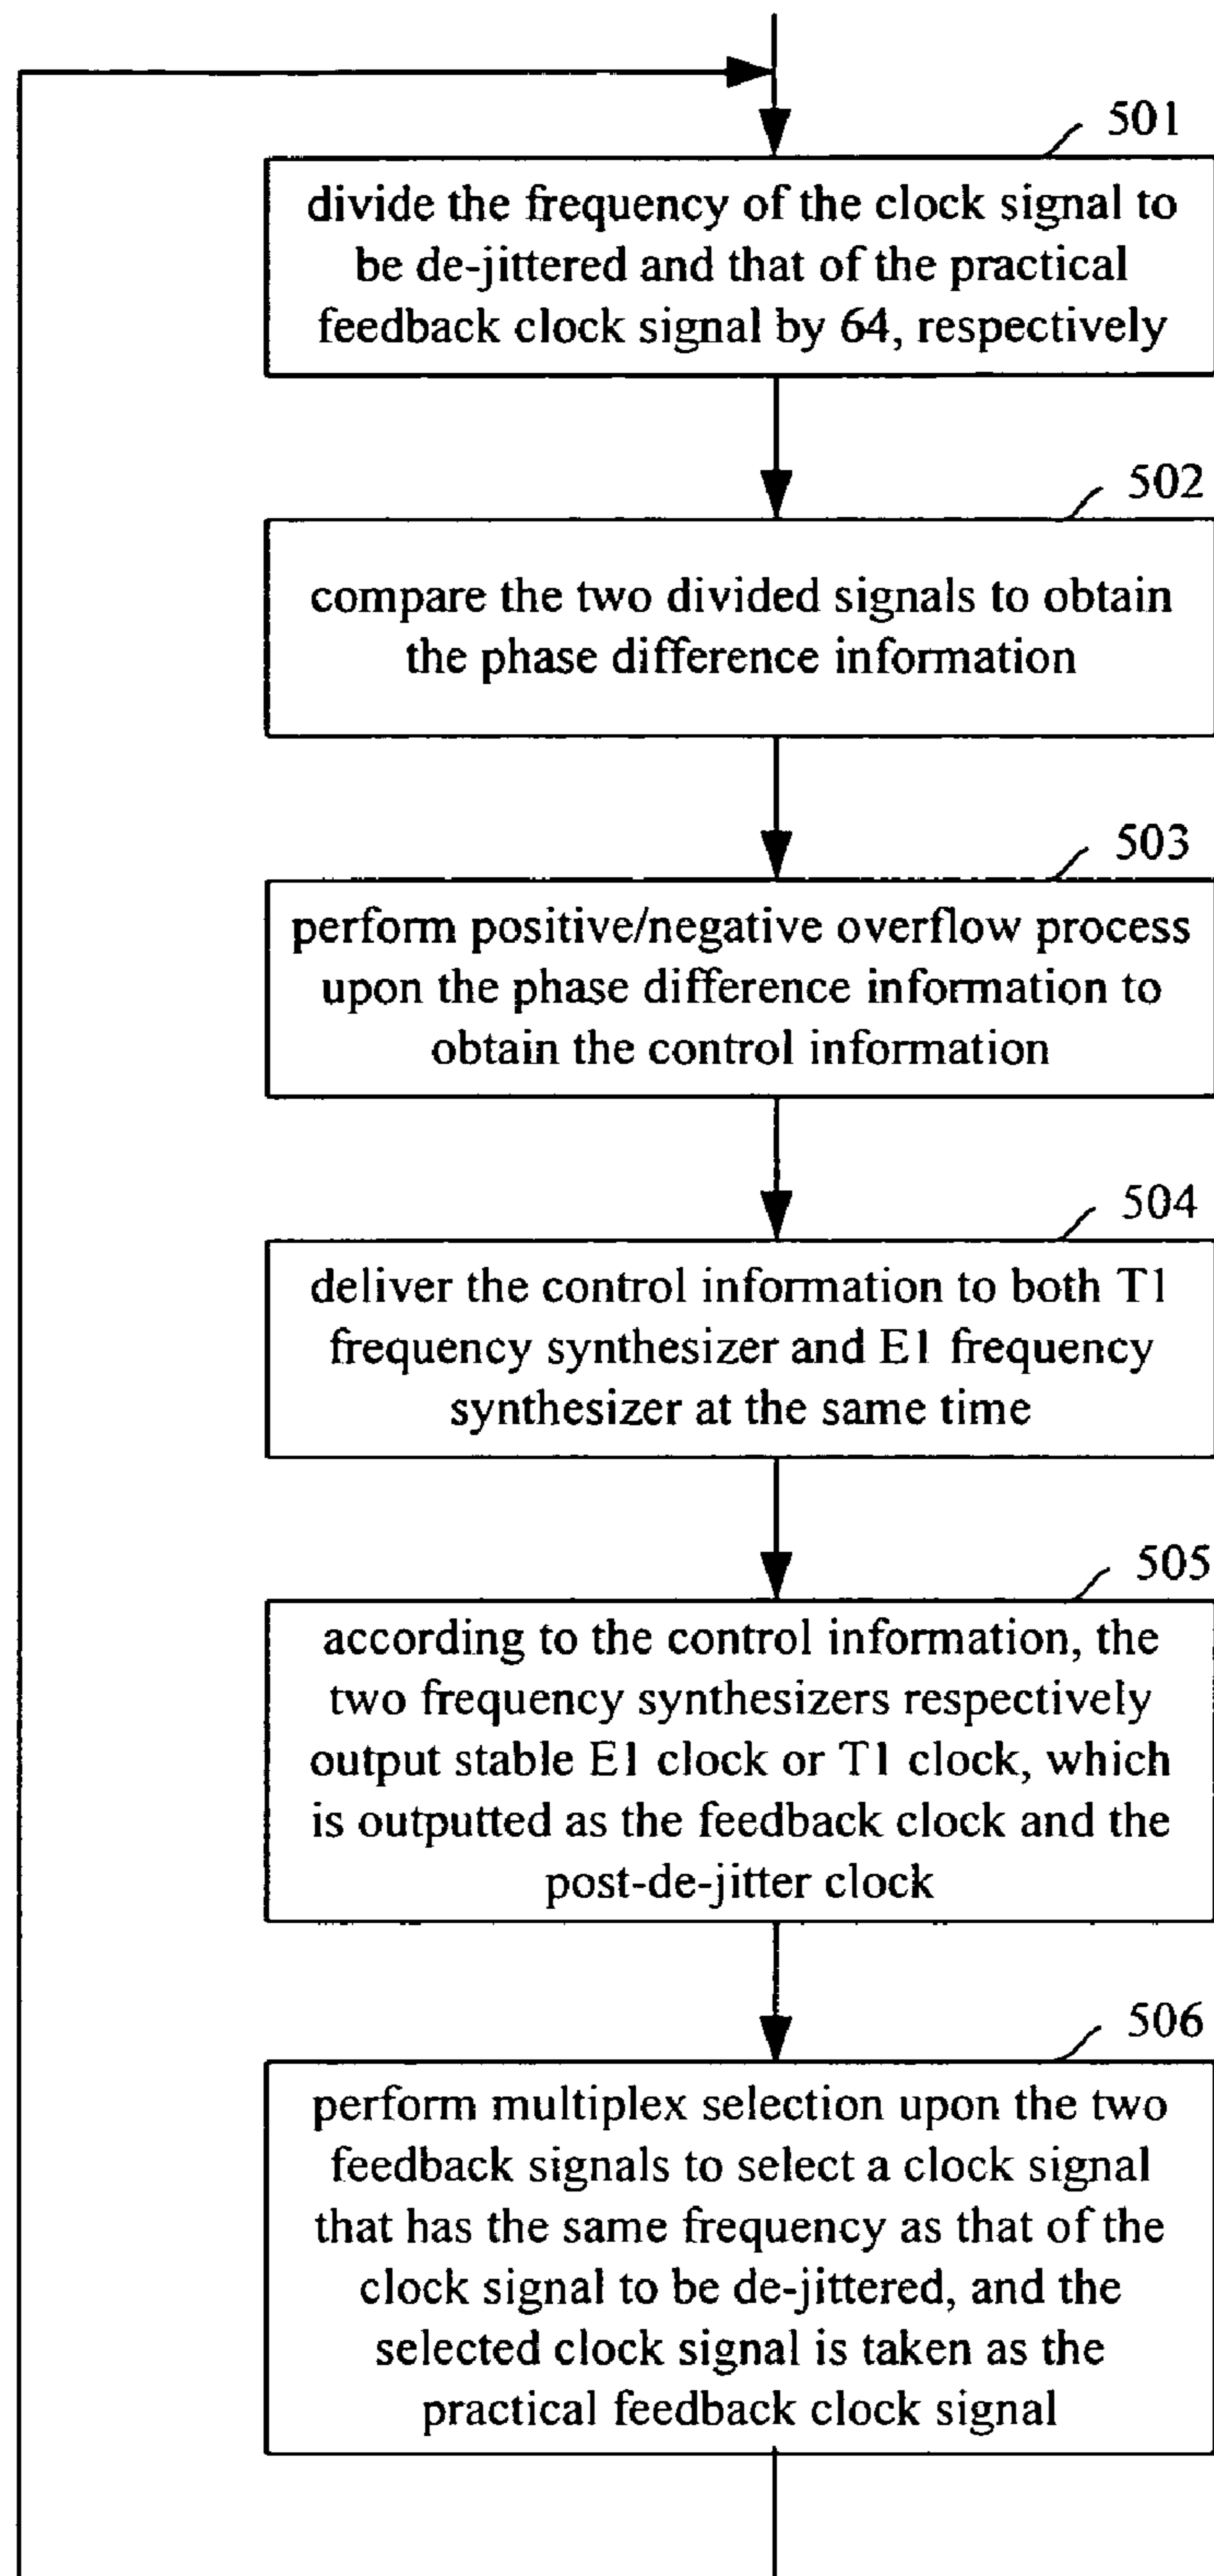 501
divide the frequency of the clock signal to
be de-jittered and that of the practical
feedback clock signal by 64, respectively
502
compare the two divided signals to obtain
the phase difference information
503
perform positive/negative overflow process
upon the phase difference information to
obtain the control information
504
deliver the control information to both T1
frequency synthesizer and E1 frequency
synthesizer at the same time
505
according to the control information, the
two frequency synthesizers respectively
output stable E1 clock or T1 clock, which
is outputted as the feedback clock and the
post-de-jitter clock
506
perform multiplex selection upon the two
feedback signals to select a clock signal
that has the same frequency as that of the
clock signal to be de-jittered, and the
selected clock signal is taken as the
practical feedback clock signal